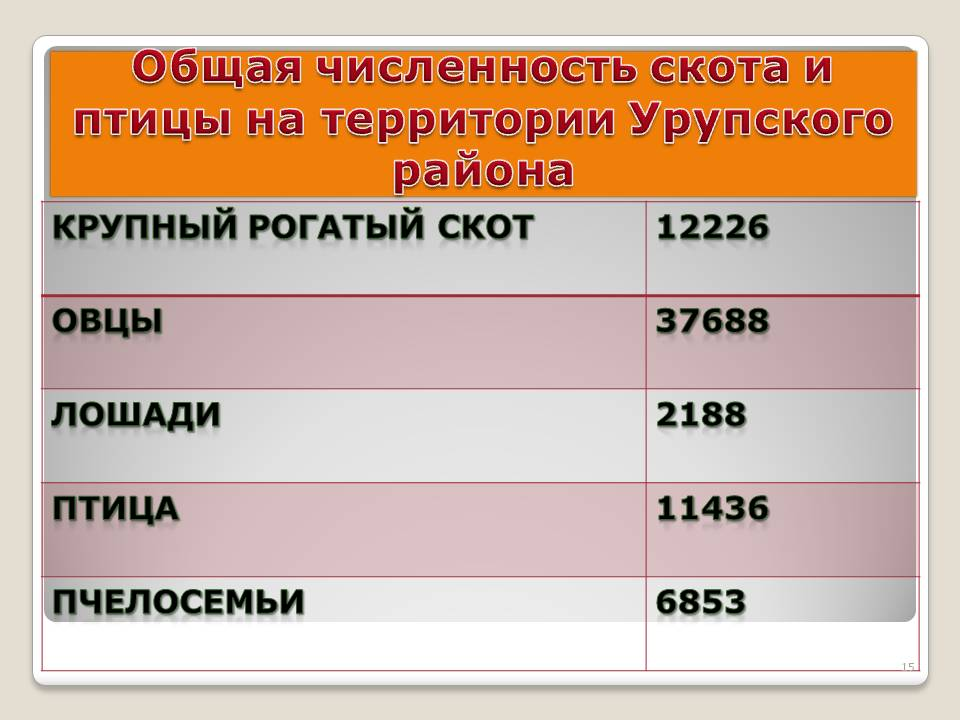 Общая численность скота и
птицы на территории Урупского
района
КРУПНЫЙ РОГАТЫЙ СКОТ 12226
ОВЦЫ 37688
ЛОШАДИ 2188
ПТИЦА 11436
ПЧЕЛОСЕМЬИ 6853
15